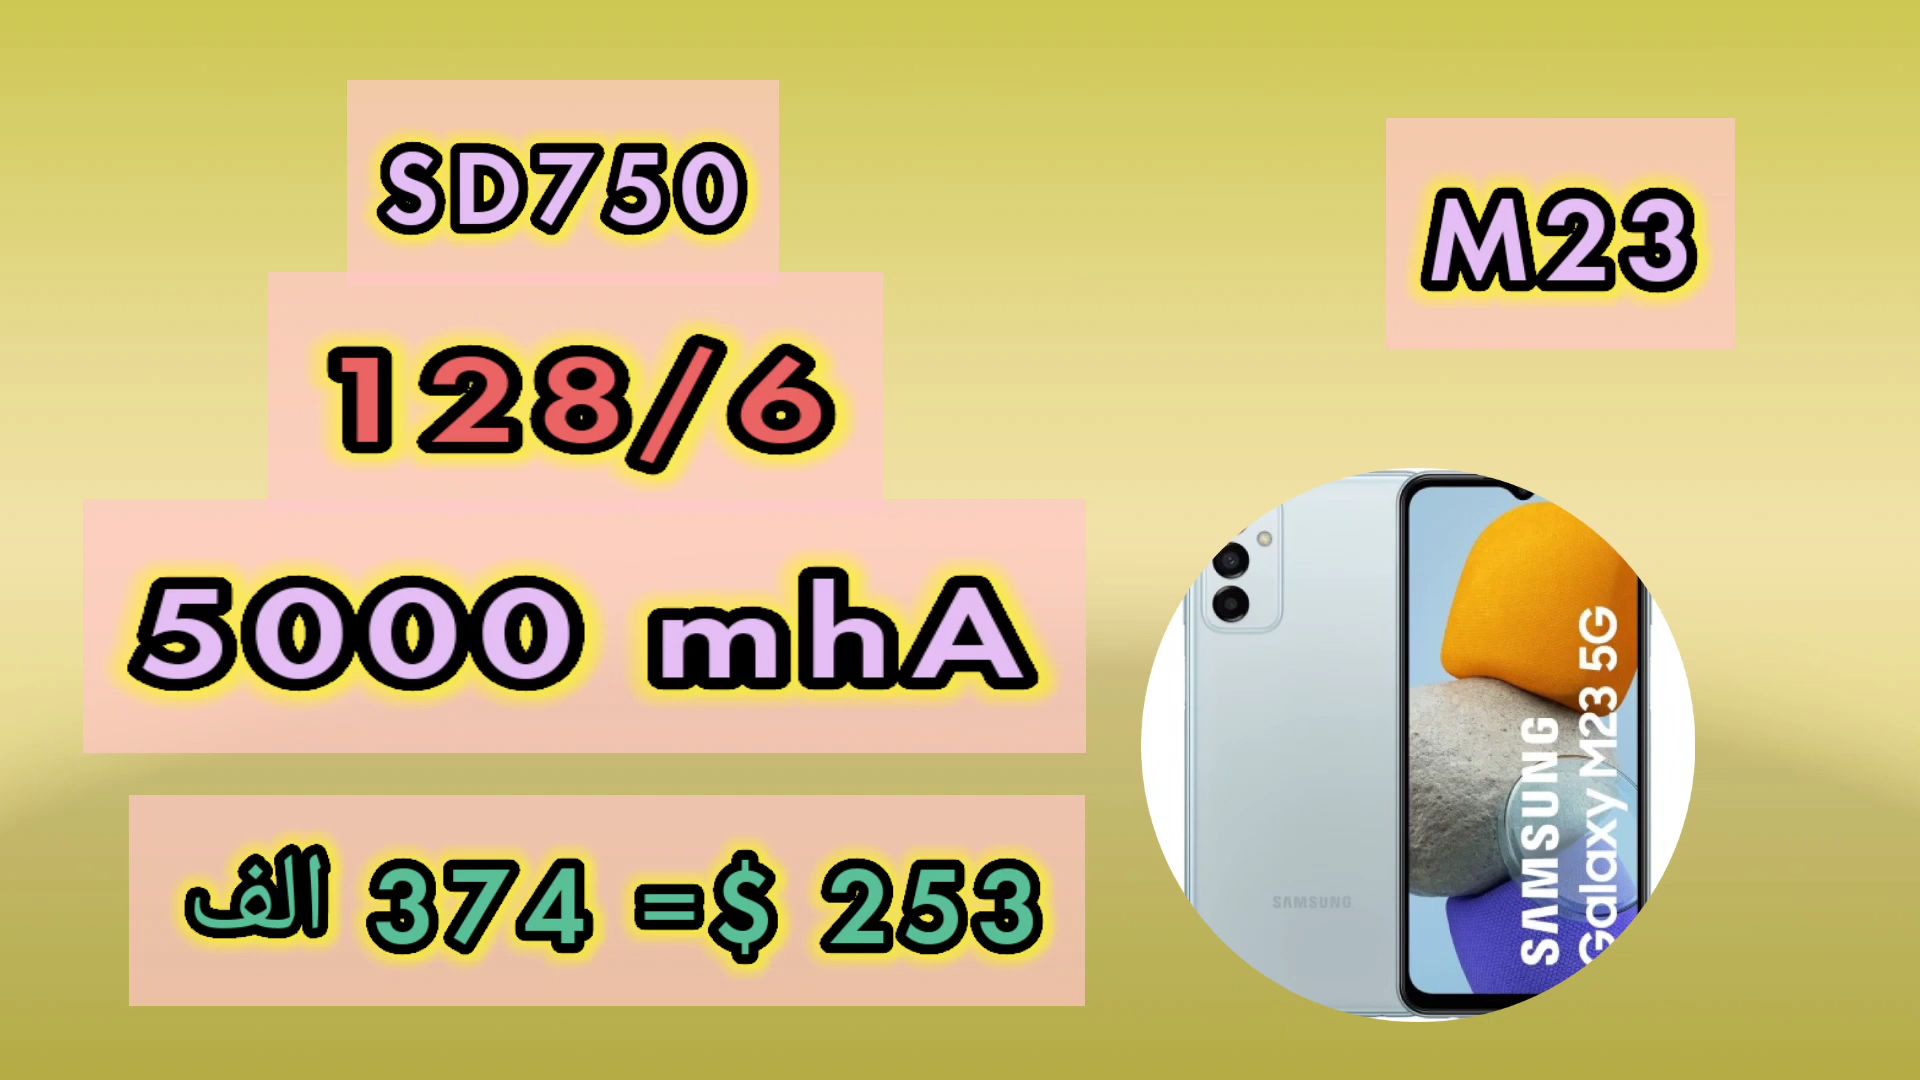 SD750
M23
128/6
5000 mhA
253 $= 374 الف
SAMSUNG
SAMSUNG
Galaxy M23 5G